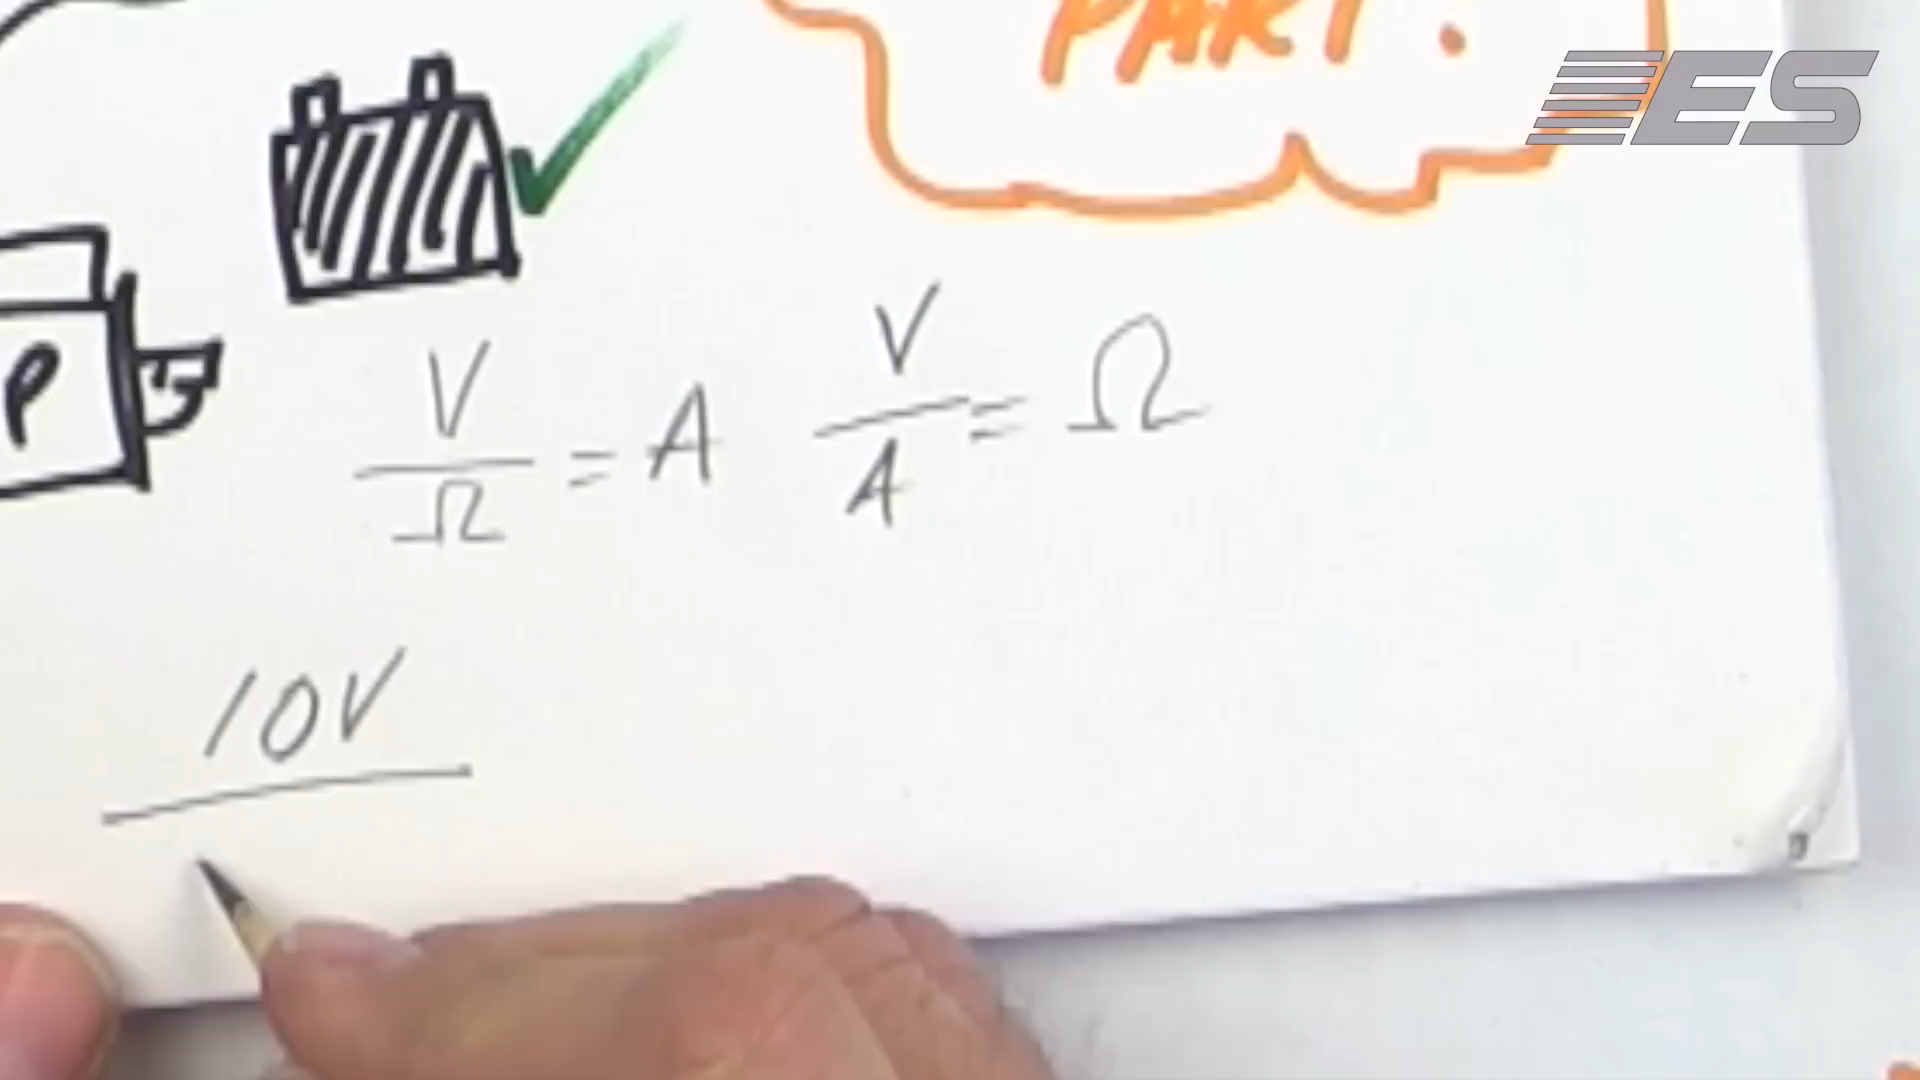 PART.
ES
P
V/Ω = A
V/A = Ω
10V